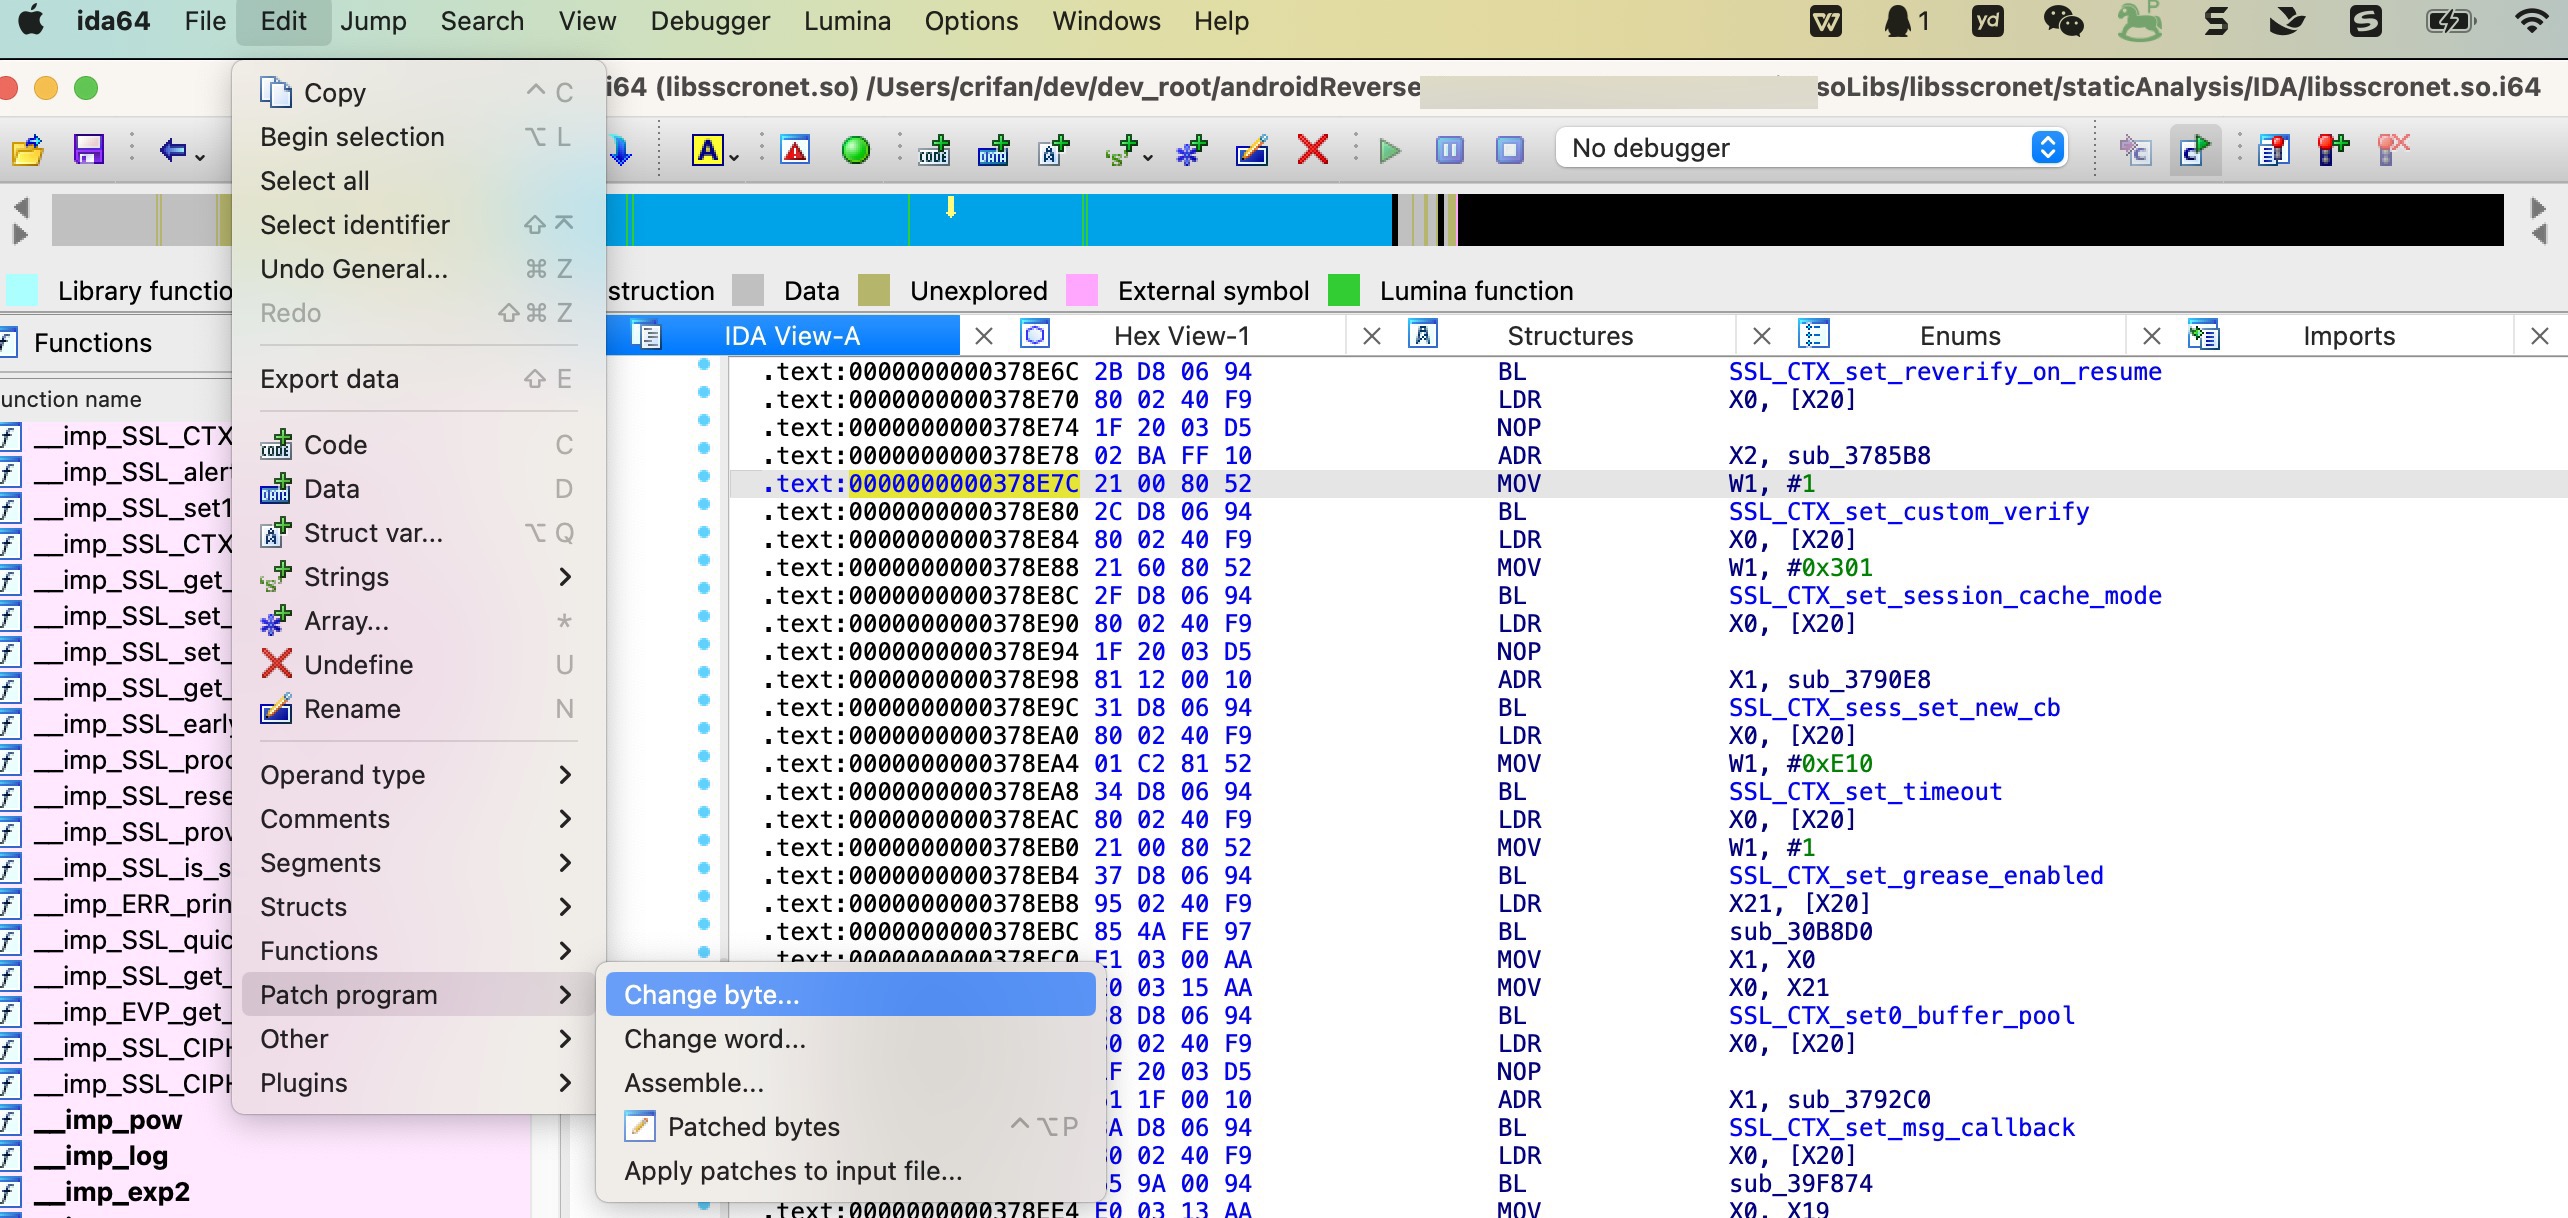 ida64 File Edit Jump Search View Debugger Lumina Options Windows Help 1 yd
i64 (libsscronet.so) /Users/crifan/dev/dev_root/androidReverse soLibs/libsscronet/staticAnalysis/IDA/libsscronet.so.i64
No debugger
Library functio struction Data Unexplored External symbol Lumina function
Functions
unction name
__imp_SSL_CTX
__imp_SSL_aler
__imp_SSL_set1
__imp_SSL_CTX
__imp_SSL_get_
__imp_SSL_set_
__imp_SSL_set_
__imp_SSL_get_
__imp_SSL_early
__imp_SSL_proc
__imp_SSL_rese
__imp_SSL_prov
__imp_SSL_is_s
__imp_ERR_prin
__imp_SSL_quic
__imp_SSL_get_
__imp_EVP_get_
__imp_SSL_CIPH
__imp_SSL_CIPH
__imp_pow
__imp_log
__imp_exp2
Copy ⌃ C
Begin selection ⌥ L
Select all
Select identifier ⇧ ⌅
Undo General... ⌘ Z
Redo ⇧ ⌘ Z
Export data ⇧ E
Code C
Data D
Struct var... ⌥ Q
Strings
Array... *
Undefine U
Rename N
Operand type
Comments
Segments
Structs
Functions
Patch program
Other
Plugins
Change byte...
Change word...
Assemble...
Patched bytes ⌃⌥P
Apply patches to input file...
IDA View-A Hex View-1 Structures Enums Imports
.text:0000000000378E6C 2B D8 06 94 BL SSL_CTX_set_reverify_on_resume
.text:0000000000378E70 80 02 40 F9 LDR X0, [X20]
.text:0000000000378E74 1F 20 03 D5 NOP
.text:0000000000378E78 02 BA FF 10 ADR X2, sub_3785B8
.text:0000000000378E7C 21 00 80 52 MOV W1, #1
.text:0000000000378E80 2C D8 06 94 BL SSL_CTX_set_custom_verify
.text:0000000000378E84 80 02 40 F9 LDR X0, [X20]
.text:0000000000378E88 21 60 80 52 MOV W1, #0x301
.text:0000000000378E8C 2F D8 06 94 BL SSL_CTX_set_session_cache_mode
.text:0000000000378E90 80 02 40 F9 LDR X0, [X20]
.text:0000000000378E94 1F 20 03 D5 NOP
.text:0000000000378E98 81 12 00 10 ADR X1, sub_3790E8
.text:0000000000378E9C 31 D8 06 94 BL SSL_CTX_sess_set_new_cb
.text:0000000000378EA0 80 02 40 F9 LDR X0, [X20]
.text:0000000000378EA4 01 C2 81 52 MOV W1, #0xE10
.text:0000000000378EA8 34 D8 06 94 BL SSL_CTX_set_timeout
.text:0000000000378EAC 80 02 40 F9 LDR X0, [X20]
.text:0000000000378EB0 21 00 80 52 MOV W1, #1
.text:0000000000378EB4 37 D8 06 94 BL SSL_CTX_set_grease_enabled
.text:0000000000378EB8 95 02 40 F9 LDR X21, [X20]
.text:0000000000378EBC 85 4A FE 97 BL sub_30B8D0
.text:0000000000378EC0 E1 03 00 AA MOV X1, X0
03 15 AA MOV X0, X21
D8 06 94 BL SSL_CTX_set0_buffer_pool
02 40 F9 LDR X0, [X20]
20 03 D5 NOP
1F 00 10 ADR X1, sub_3792C0
D8 06 94 BL SSL_CTX_set_msg_callback
02 40 F9 LDR X0, [X20]
9A 00 94 BL sub_39F874
.text:0000000000378EE4 E0 03 13 AA MOV X0, X19